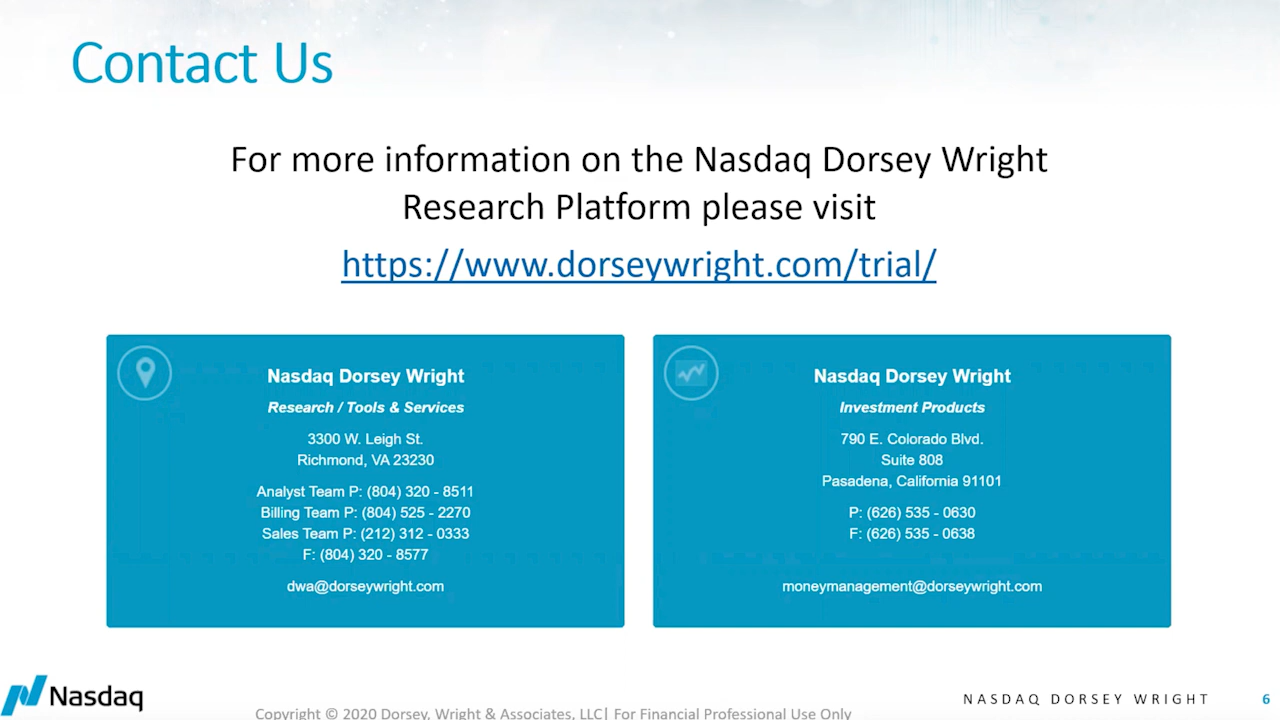 Contact Us
For more information on the Nasdaq Dorsey Wright
Research Platform please visit
https://www.dorseywright.com/trial/
Nasdaq Dorsey Wright
Research / Tools & Services
3300 W. Leigh St.
Richmond, VA 23230
Analyst Team P: (804) 320 - 8511
Billing Team P: (804) 525 - 2270
Sales Team P: (212) 312 - 0333
F: (804) 320 - 8577
dwa@dorseywright.com
Nasdaq Dorsey Wright
Investment Products
790 E. Colorado Blvd.
Suite 808
Pasadena, California 91101
P: (626) 535 - 0630
F: (626) 535 - 0638
moneymanagement@dorseywright.com
Nasdaq
Copyright © 2020 Dorsey, Wright & Associates, LLC| For Financial Professional Use Only
NASDAQ DORSEY WRIGHT
6